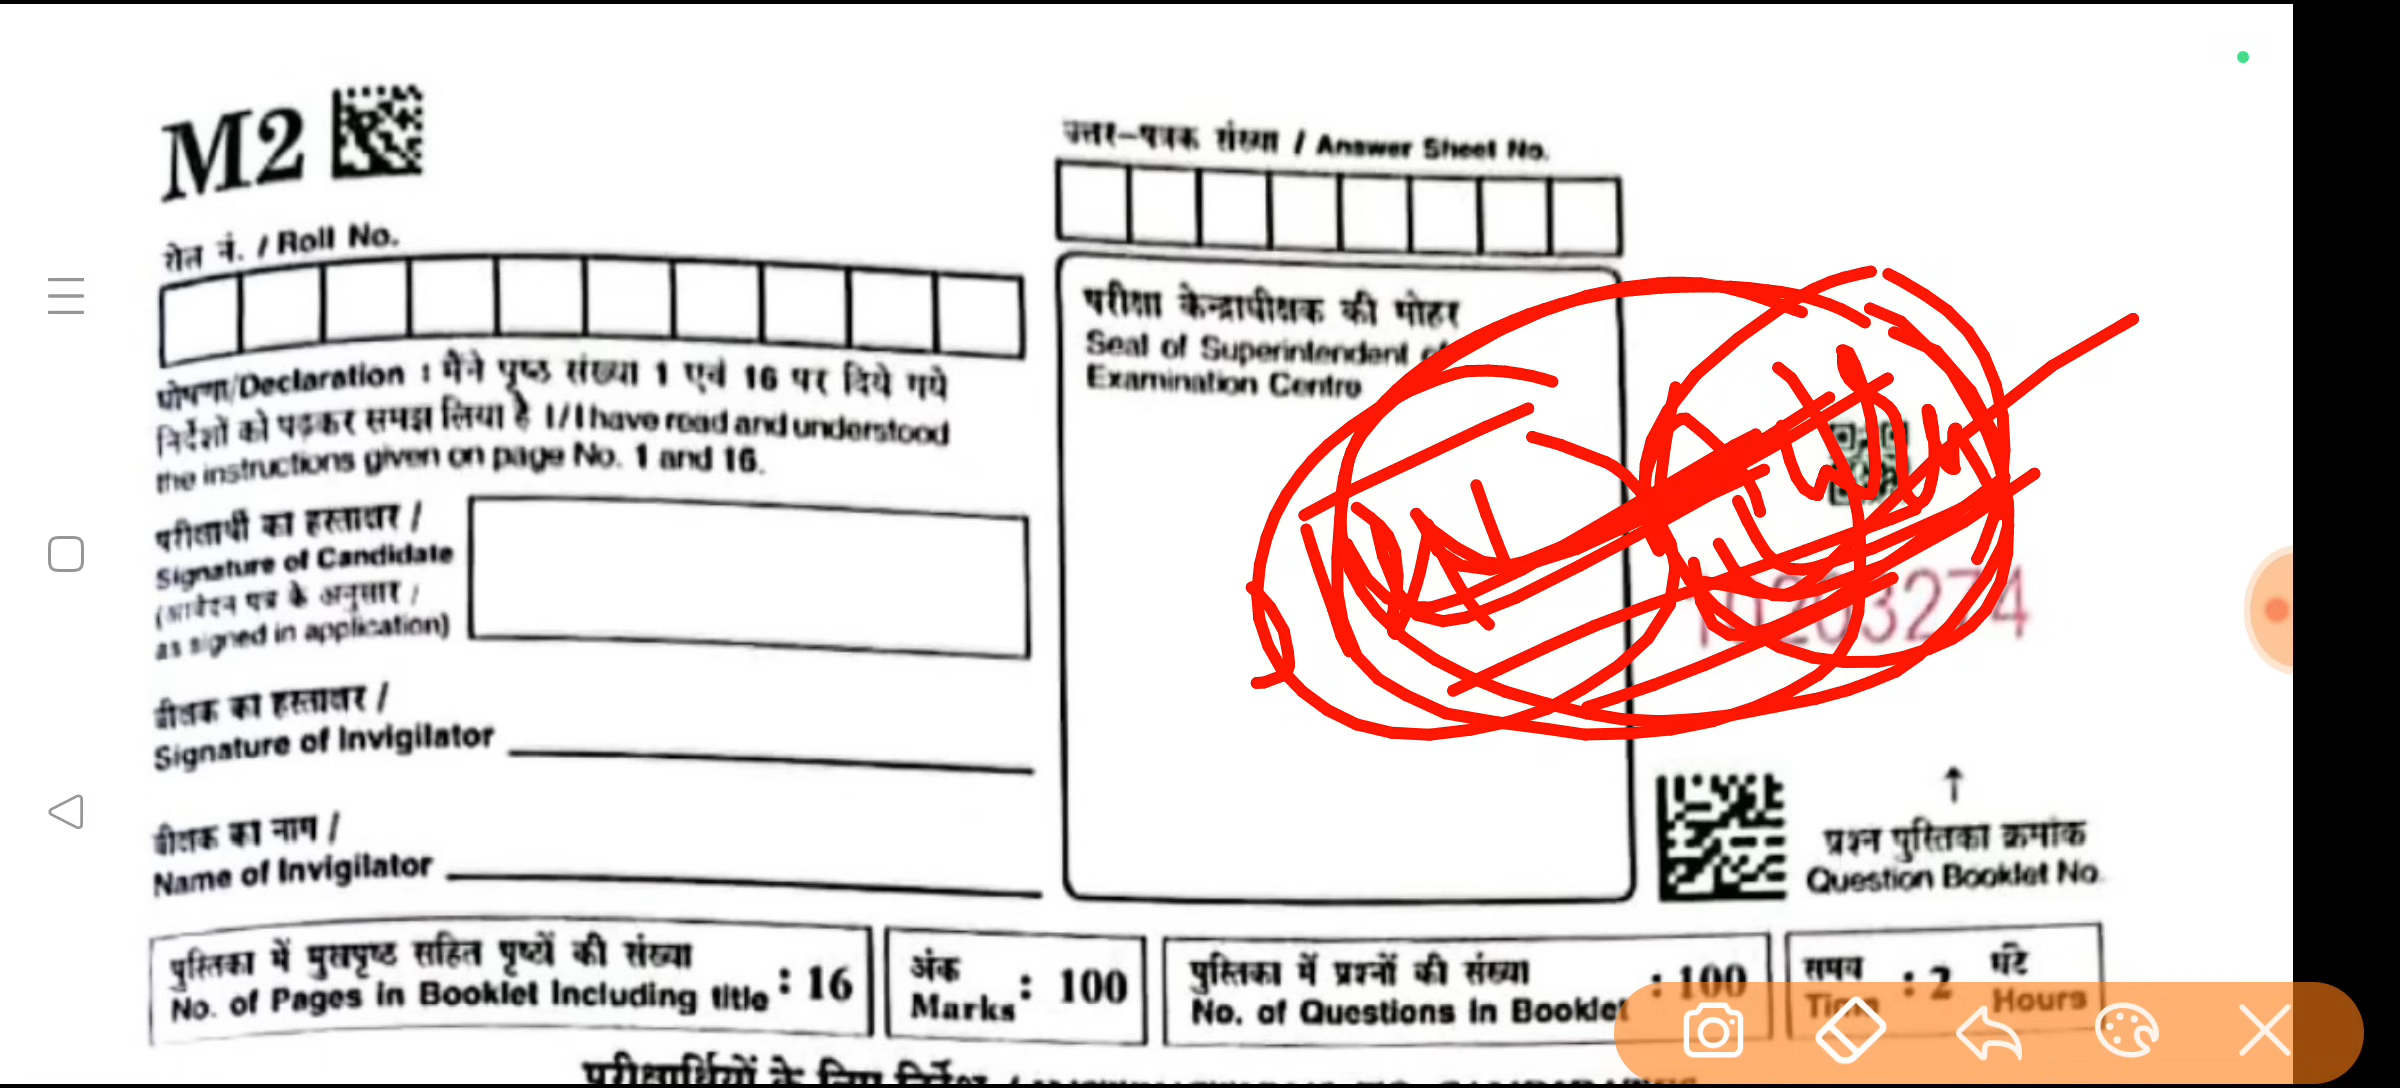 M2
उत्तर-पत्रक संख्या / Answer Sheet No.
रोल नं. / Roll No.
परीक्षा केन्द्राधीक्षक की मोहर
Seal of Superintendent
Examination Centre
घोषणा/Declaration : मैंने पृष्ठ संख्या 1 एवं 16 पर दिये गये
निर्देशों को पढ़कर समझ लिया है ।/I have read and understood
the instructions given on page No. 1 and 16.
परीक्षार्थी का हस्ताक्षर /
Signature of Candidate
(आवेदन पत्र के अनुसार /
as signed in application)
वीक्षक का हस्ताक्षर /
Signature of Invigilator
वीक्षक का नाम /
Name of Invigilator
3274
प्रश्न पुस्तिका क्रमांक
Question Booklet No.
पुस्तिका में मुखपृष्ठ सहित पृष्ठों की संख्या
No. of Pages in Booklet Including title : 16
अंक
Marks : 100
पुस्तिका में प्रश्नों की संख्या
No. of Questions in Booklet : 100
समय : 2 घंटे
Time Hours
परीक्षार्थियों के लिए निर्देश /